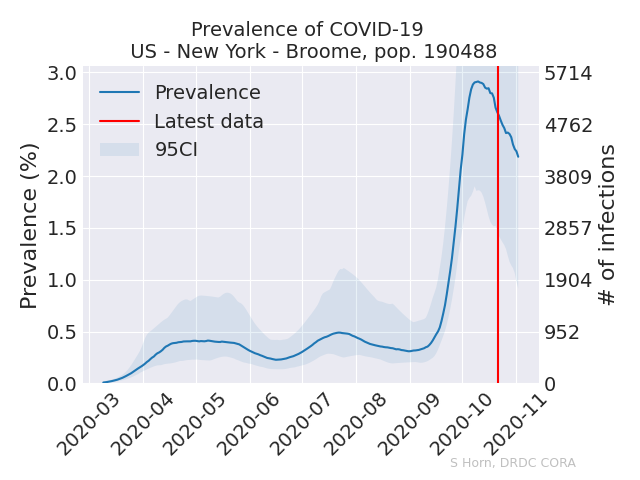 Prevalence of COVID-19
US - New York - Broome, pop. 190488
Prevalence
Latest data
95CI
Prevalence (%)
3.0
2.5
2.0
1.5
1.0
0.5
0.0
5714
4762
3809
2857
1904
952
0
# of infections
2020-03
2020-04
2020-05
2020-06
2020-07
2020-08
2020-09
2020-10
2020-11
S Horn, DRDC CORA